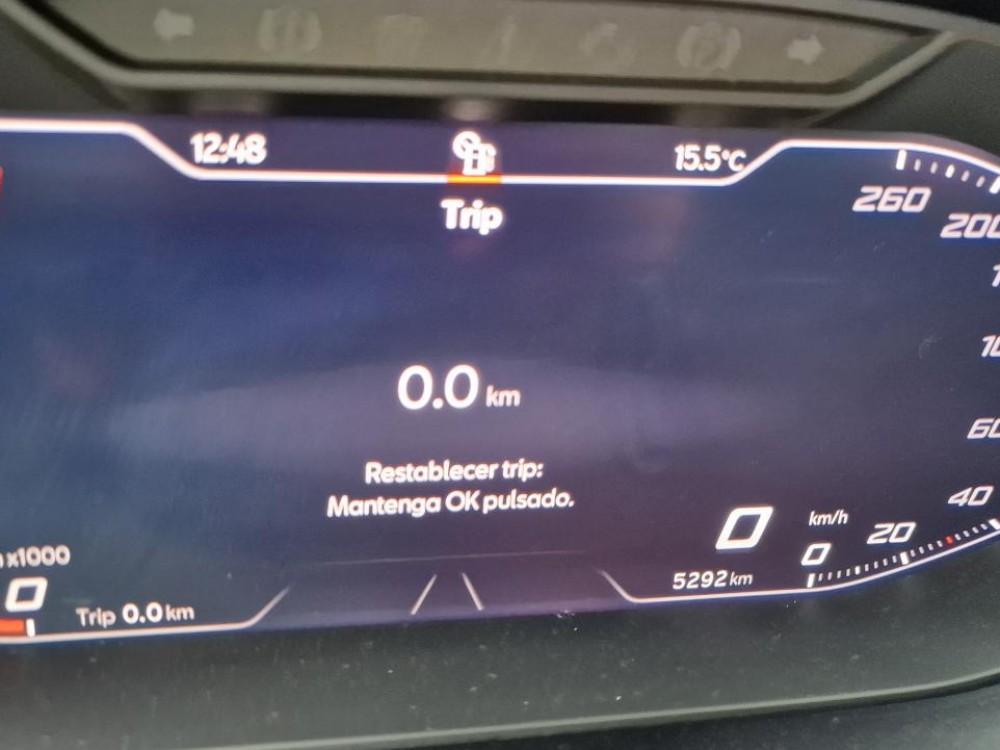 12:48
15.5°C
Trip
260
200
0.0 km
60
Restablecer trip:
Mantenga OK pulsado.
40
0
km/h
20
0
x1000
5292 km
0
Trip 0.0 km